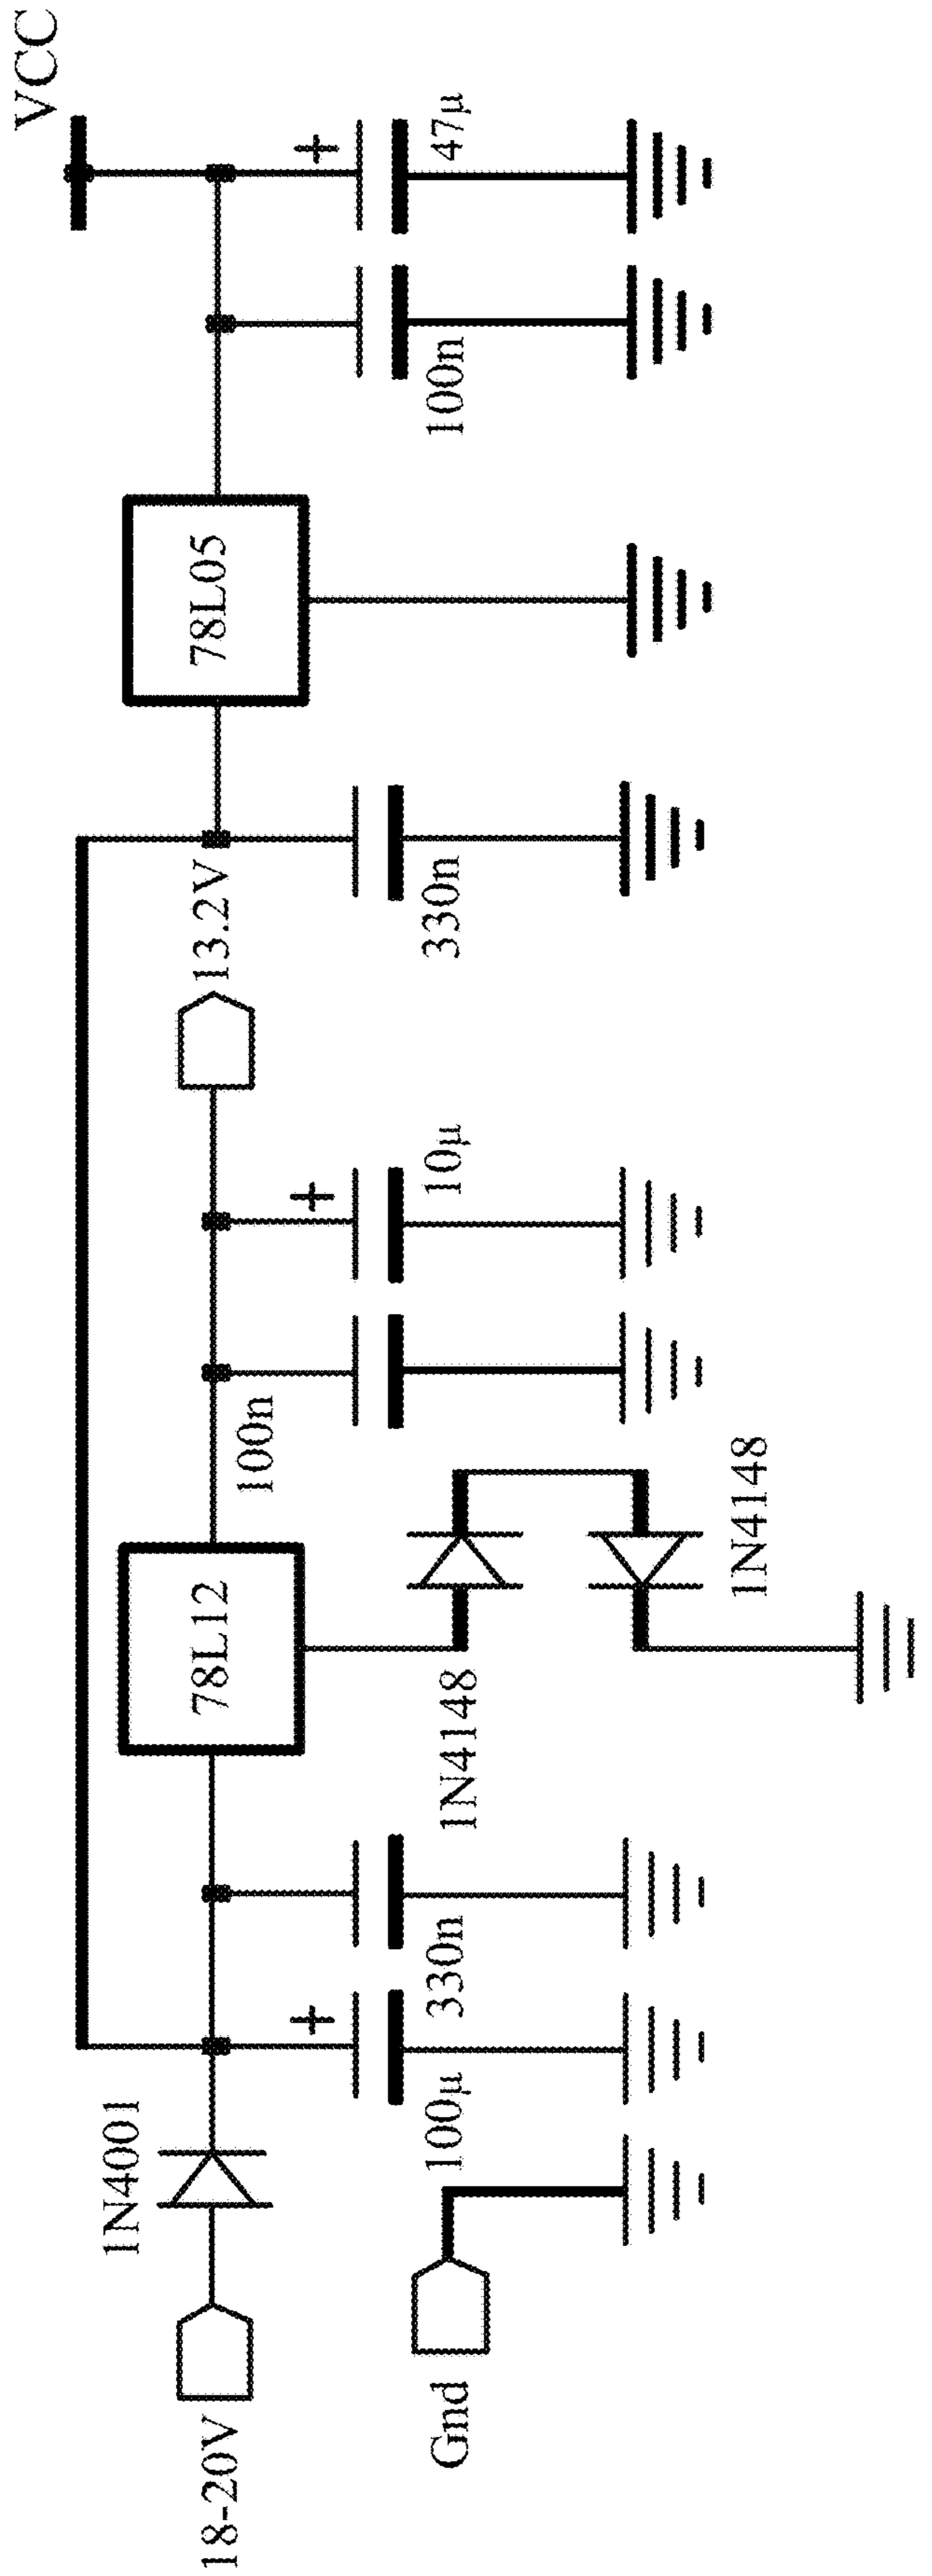 18-20V
1N4001
Gnd
100µ
330n
78L12
1N4148
1N4148
100n
+
10µ
+
13.2V
330n
78L05
100n
47µ
+
VCC